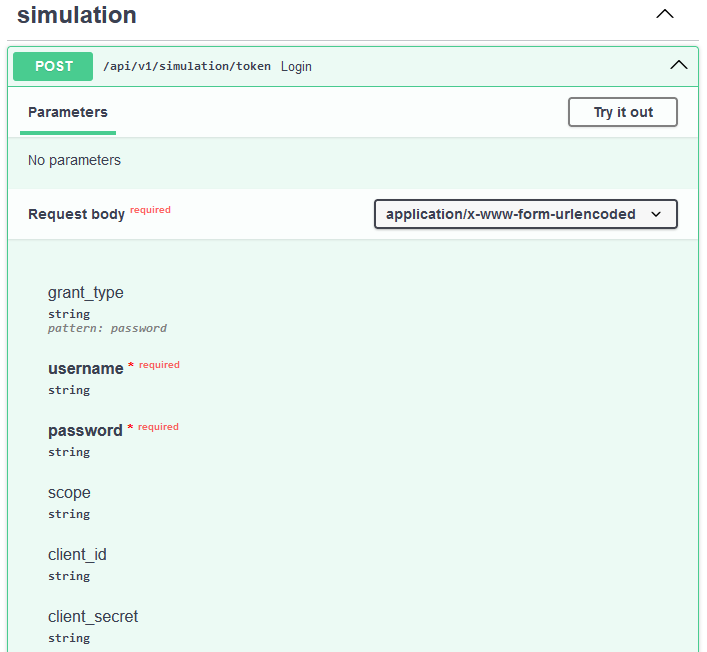 simulation
POST /api/v1/simulation/token Login
Parameters Try it out
No parameters
Request body required application/x-www-form-urlencoded
grant_type
string
pattern: password
username * required
string
password * required
string
scope
string
client_id
string
client_secret
string